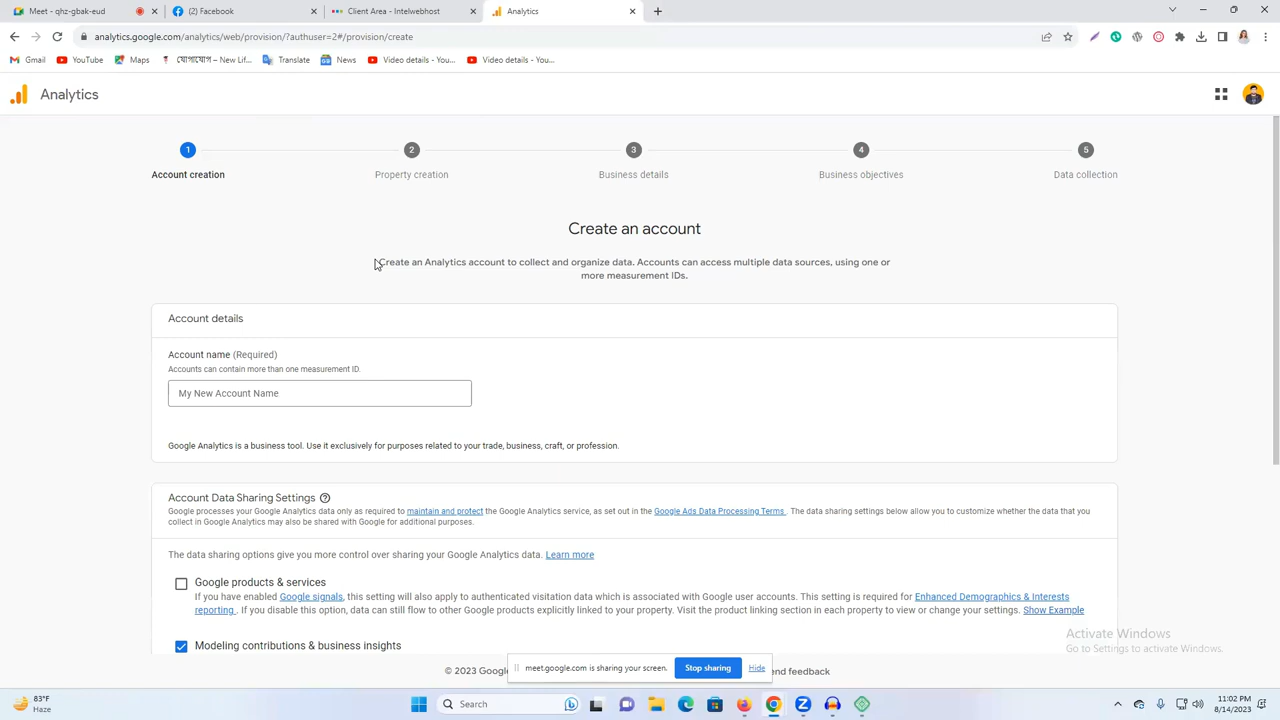 Meet - qhz-gbak-eud
(2) Facebook
Client Area - Intelwebhost
Analytics
analytics.google.com/analytics/web/provision/?authuser=2#/provision/create
Gmail
YouTube
Maps
যোগাযোগ – New Lif...
Translate
News
Video details - You...
Video details - You...
Analytics
1
2
3
4
5
Account creation
Property creation
Business details
Business objectives
Data collection
Create an account
Create an Analytics account to collect and organize data. Accounts can access multiple data sources, using one or
more measurement IDs.
Account details
Account name (Required)
Accounts can contain more than one measurement ID.
My New Account Name
Google Analytics is a business tool. Use it exclusively for purposes related to your trade, business, craft, or profession.
Account Data Sharing Settings
Google processes your Google Analytics data only as required to maintain and protect the Google Analytics service, as set out in the Google Ads Data Processing Terms . The data sharing settings below allow you to customize whether the data that you
collect in Google Analytics may also be shared with Google for additional purposes.
The data sharing options give you more control over sharing your Google Analytics data. Learn more
Google products & services
If you have enabled Google signals, this setting will also apply to authenticated visitation data which is associated with Google user accounts. This setting is required for Enhanced Demographics & Interests
reporting . If you disable this option, data can still flow to other Google products explicitly linked to your property. Visit the product linking section in each property to view or change your settings. Show Example
Activate Windows
Go to Settings to activate Windows.
Modeling contributions & business insights
© 2023 Google
meet.google.com is sharing your screen.
Stop sharing
Hide
end feedback
83°F
Haze
Search
11:02 PM
8/14/2023